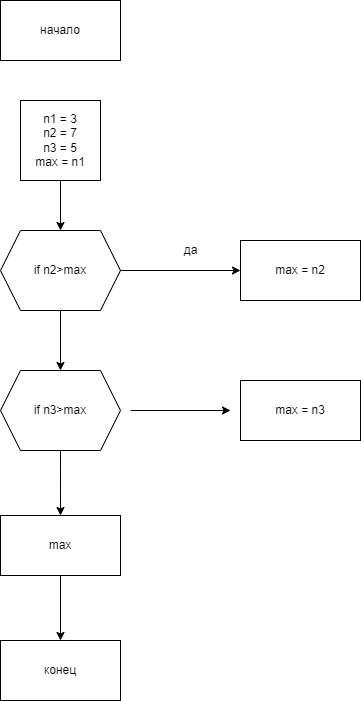 начало
n1 = 3
n2 = 7
n3 = 5
max = n1
if n2>max
да
max = n2
if n3>max
max = n3
max
конец